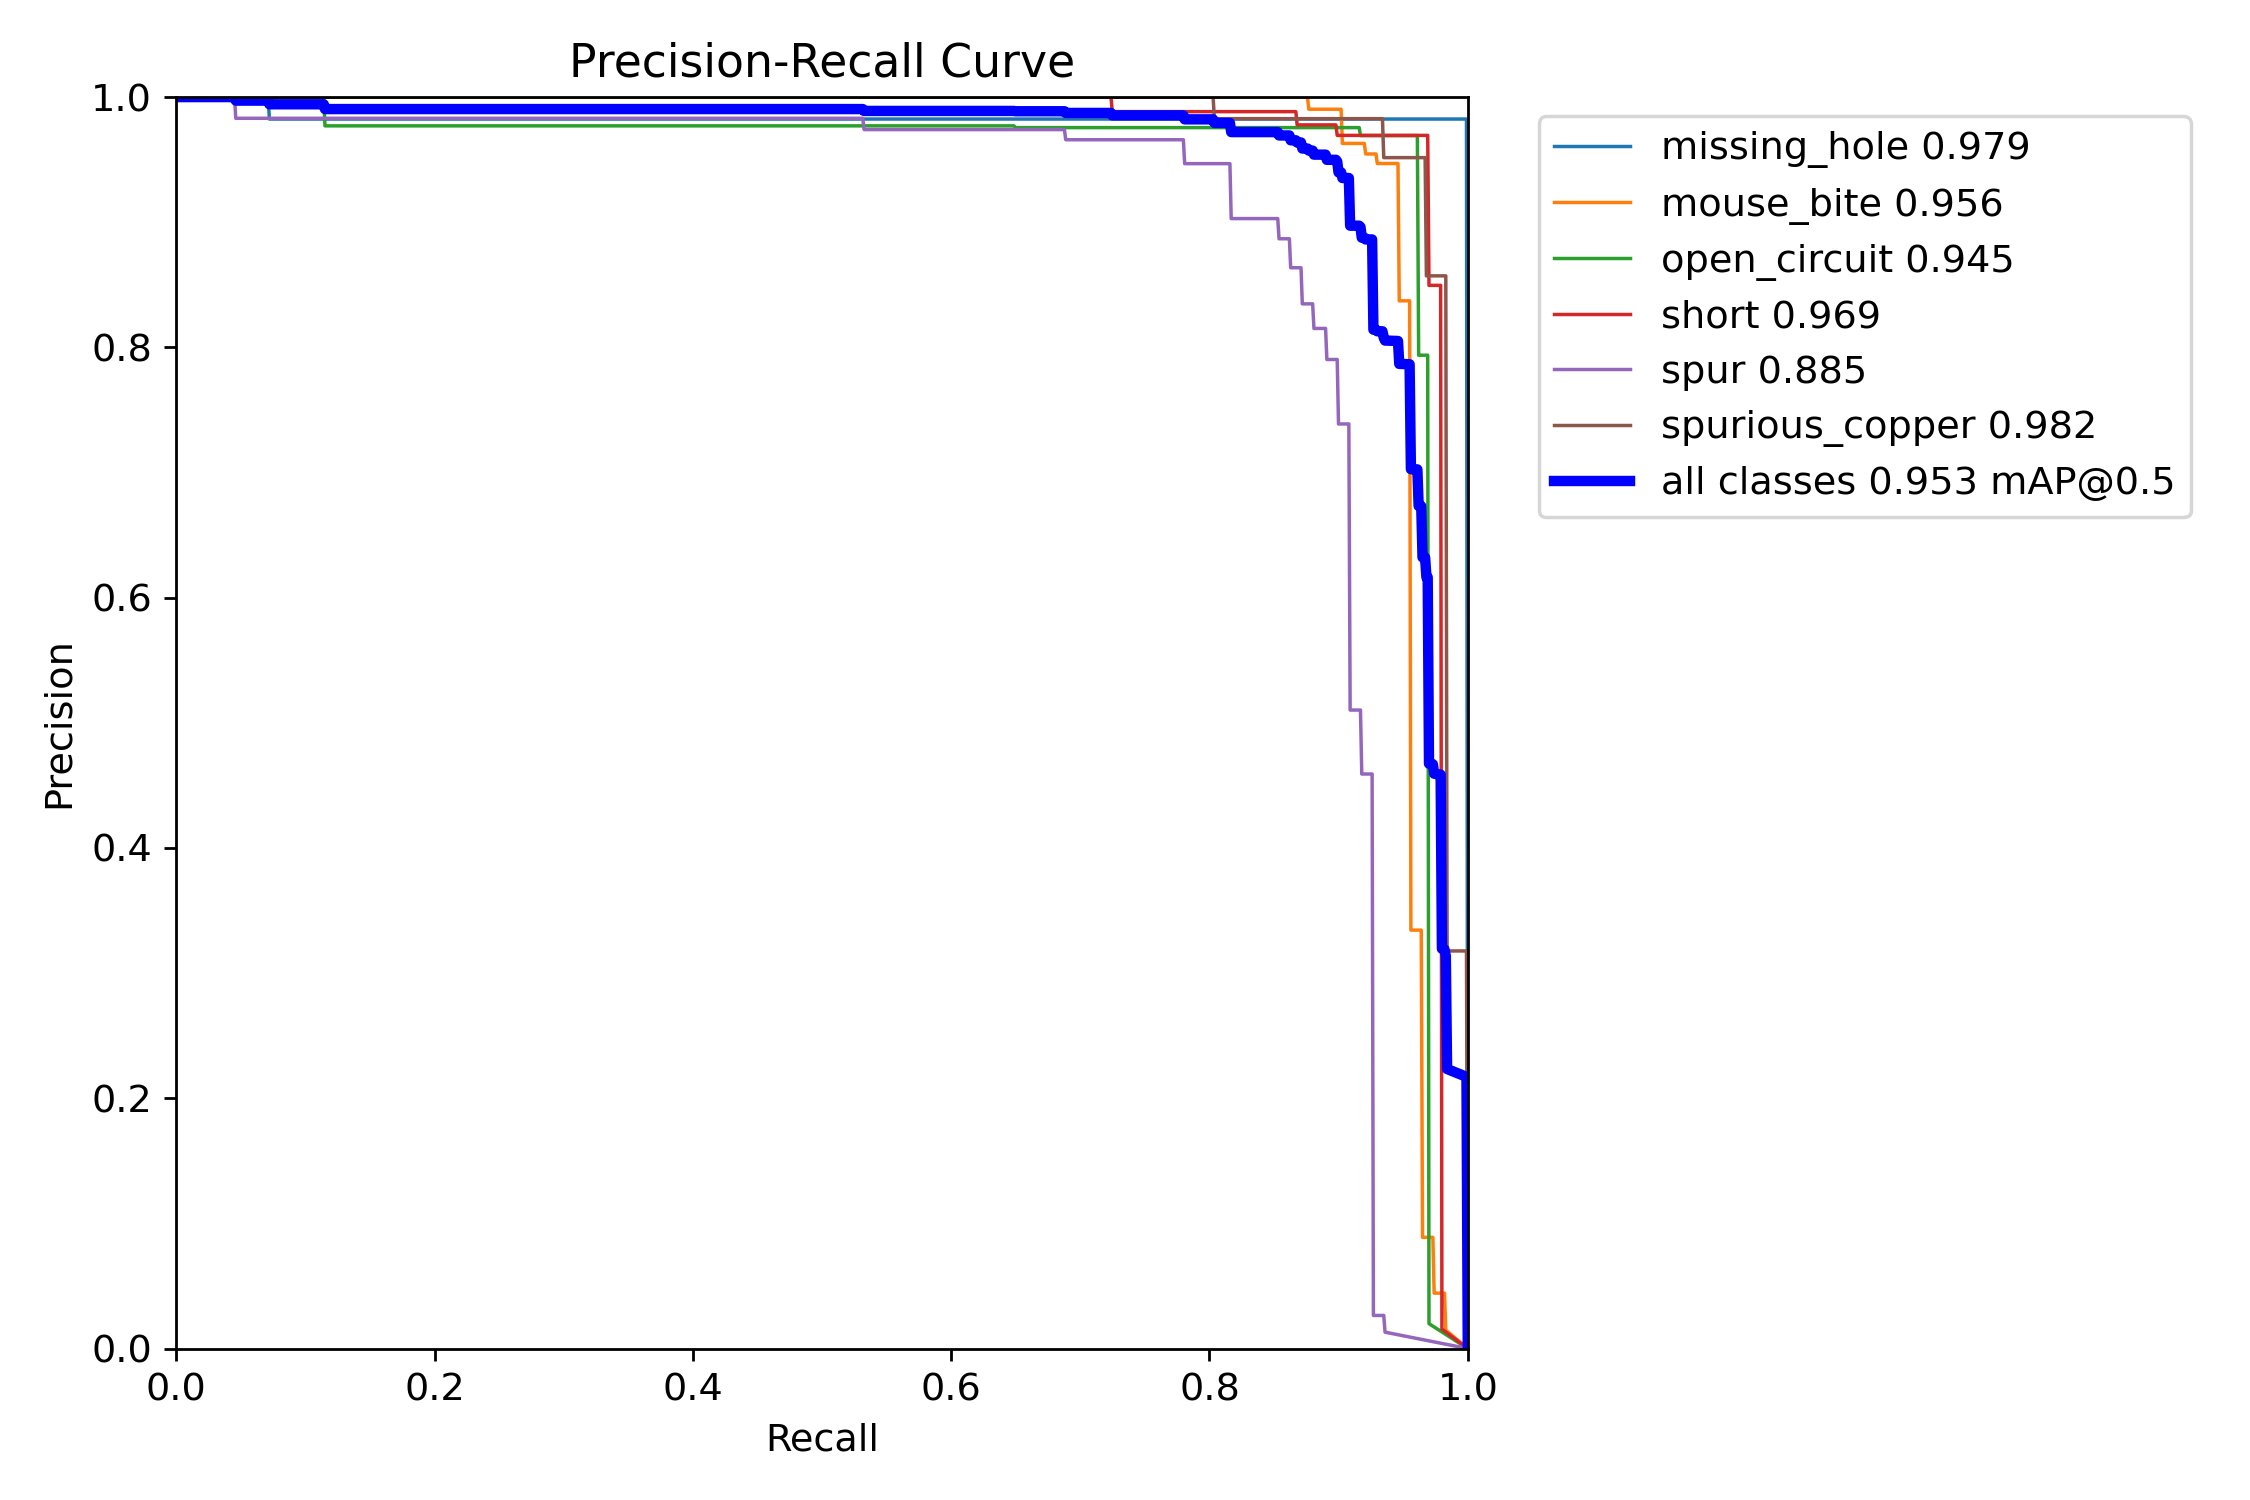 Precision-Recall Curve
1.0
0.8
0.6
0.4
0.2
0.0
Precision
0.0 0.2 0.4 0.6 0.8 1.0
Recall
missing_hole 0.979
mouse_bite 0.956
open_circuit 0.945
short 0.969
spur 0.885
spurious_copper 0.982
all classes 0.953 mAP@0.5